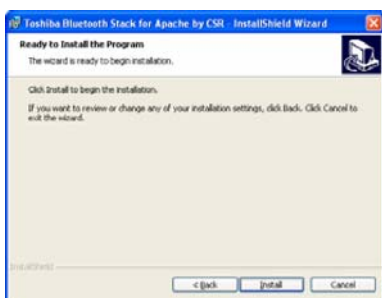 Toshiba Bluetooth Stack for Apache by CSR - InstallShield Wizard
Ready to Install the Program
The wizard is ready to begin installation.
Click Install to begin the installation.
If you want to review or change any of your installation settings, click Back. Click Cancel to
exit the wizard.
InstallShield
< Back
Install
Cancel